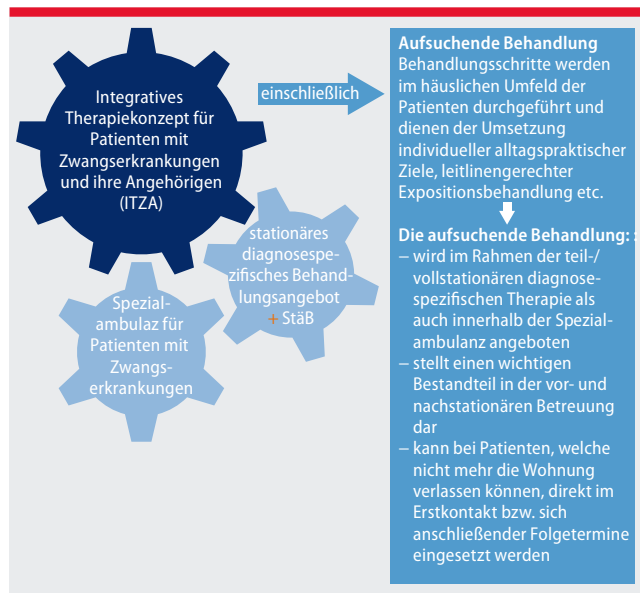 Integratives
Therapiekonzept für
Patienten mit
Zwangserkrankungen
und ihre Angehörigen
(ITZA)
einschließlich
stationäres
diagnosespe-
zifisches Behand-
lungsangebot
+ StäB
Spezial-
ambulaz für
Patienten mit
Zwangs-
erkrankungen
Aufsuchende Behandlung
Behandlungsschritte werden
im häuslichen Umfeld der
Patienten durchgeführt und
dienen der Umsetzung
individueller alltagspraktischer
Ziele, leitlinengerechter
Expositionsbehandlung etc.
Die aufsuchende Behandlung: :
– wird im Rahmen der teil-/
vollstationären diagnose-
spezifischen Therapie als
auch innerhalb der Spezial-
ambulanz angeboten
– stellt einen wichtigen
Bestandteil in der vor- und
nachstationären Betreuung
dar
– kann bei Patienten, welche
nicht mehr die Wohnung
verlassen können, direkt im
Erstkontakt bzw. sich
anschließender Folgetermine
eingesetzt werden